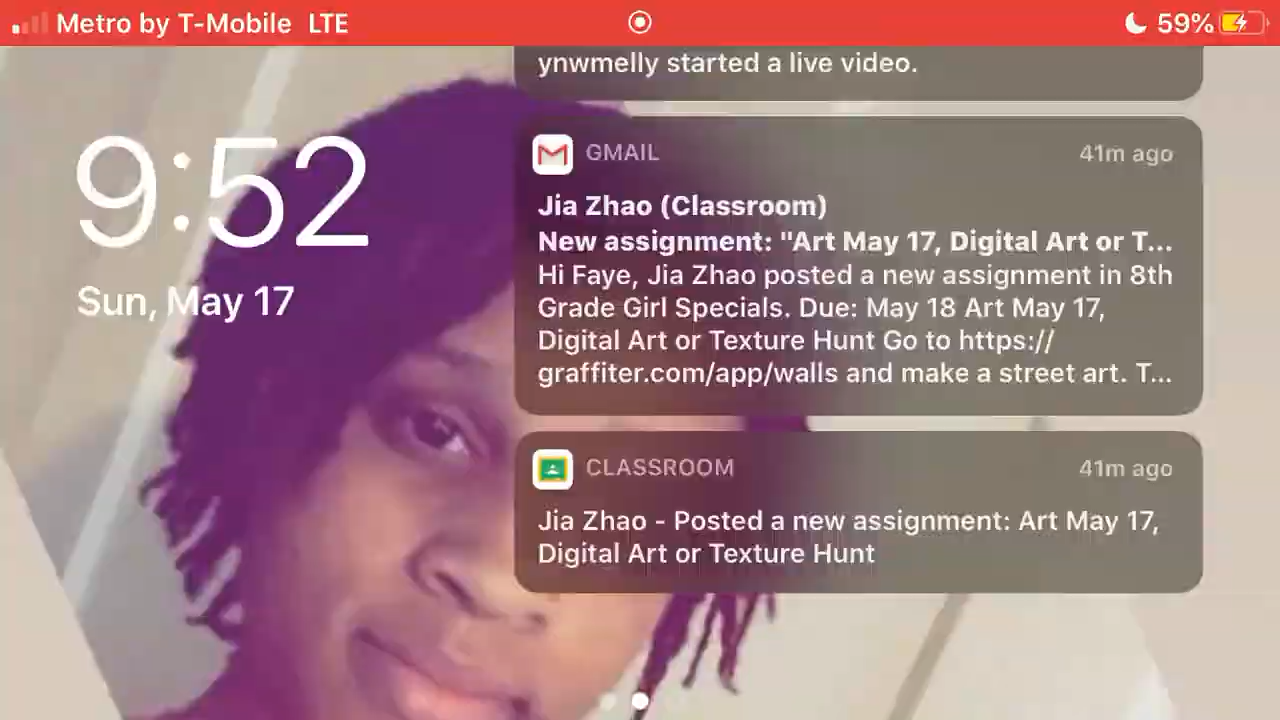 Metro by T-Mobile LTE
59%
ynwmelly started a live video.
9:52
Sun, May 17
GMAIL
41m ago
Jia Zhao (Classroom)
New assignment: "Art May 17, Digital Art or T...
Hi Faye, Jia Zhao posted a new assignment in 8th
Grade Girl Specials. Due: May 18 Art May 17,
Digital Art or Texture Hunt Go to https://
graffiter.com/app/walls and make a street art. T...
CLASSROOM
41m ago
Jia Zhao - Posted a new assignment: Art May 17,
Digital Art or Texture Hunt